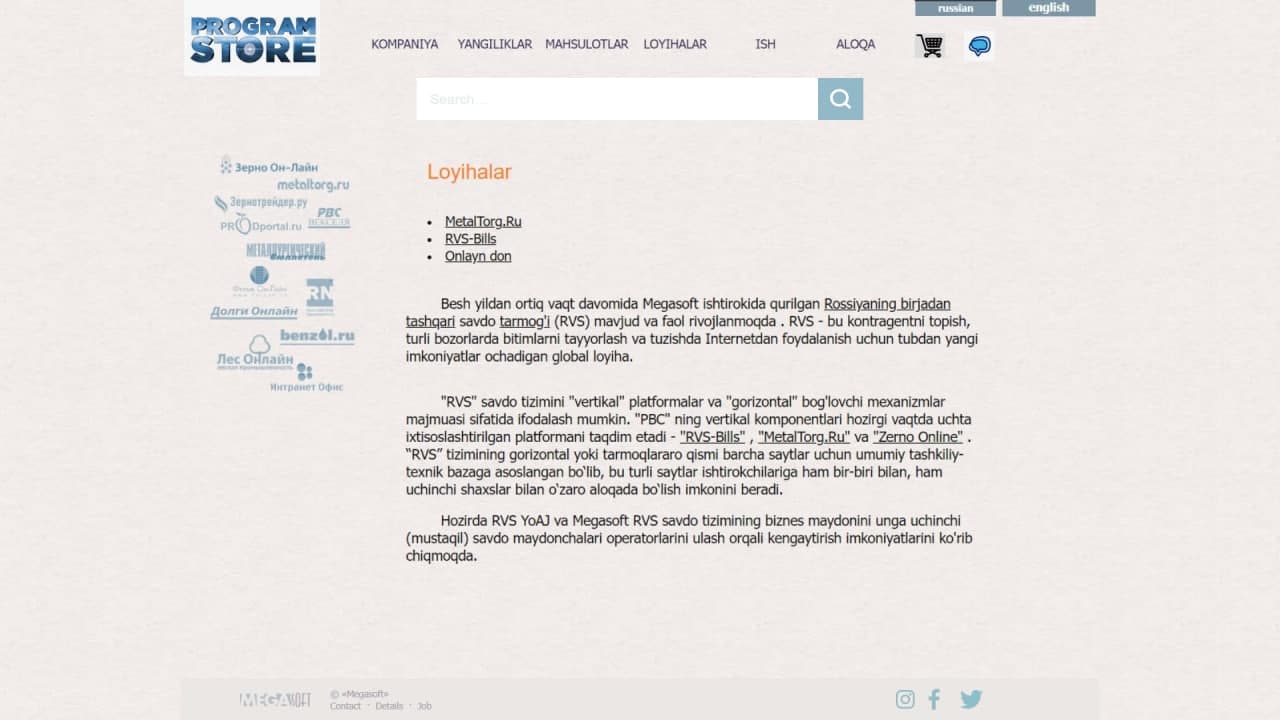 PROGRAM
STORE
russian
english
KOMPANIYA YANGILIKLAR MAHSULOTLAR LOYIHALAR ISH ALOQA
Search...
Зерно Он-Лайн
metaltorg.ru
Зернотрейдер.ру
РВС
PRODportal.ru
МЕТАЛЛУРГИЧЕСКИЙ
бюллетень
RN
Долги Онлайн
benzol.ru
Лес Онлайн
лесная промышленность
Интранет Офис
Loyihalar
• MetalTorg.Ru
• RVS-Bills
• Onlayn don
Besh yildan ortiq vaqt davomida Megasoft ishtirokida qurilgan Rossiyaning birjadan
tashqari savdo tarmog'i (RVS) mavjud va faol rivojlanmoqda . RVS - bu kontragentni topish,
turli bozorlarda bitimlarni tayyorlash va tuzishda Internetdan foydalanish uchun tubdan yangi
imkoniyatlar ochadigan global loyiha.
"RVS" savdo tizimini "vertikal" platformalar va "gorizontal" bog'lovchi mexanizmlar
majmuasi sifatida ifodalash mumkin. "PBC" ning vertikal komponentlari hozirgi vaqtda uchta
ixtisoslashtirilgan platformani taqdim etadi - "RVS-Bills" , "MetalTorg.Ru" va "Zerno Online" .
“RVS” tizimining gorizontal yoki tarmoqlararo qismi barcha saytlar uchun umumiy tashkiliy-
texnik bazaga asoslangan bo‘lib, bu turli saytlar ishtirokchilariga ham bir-biri bilan, ham
uchinchi shaxslar bilan o‘zaro aloqada bo‘lish imkonini beradi.
Hozirda RVS YoAJ va Megasoft RVS savdo tizimining biznes maydonini unga uchinchi
(mustaqil) savdo maydonchalari operatorlarini ulash orqali kengaytirish imkoniyatlarini ko'rib
chiqmoqda.
MEGASOFT
© «Megasoft»
Contact · Details · Job